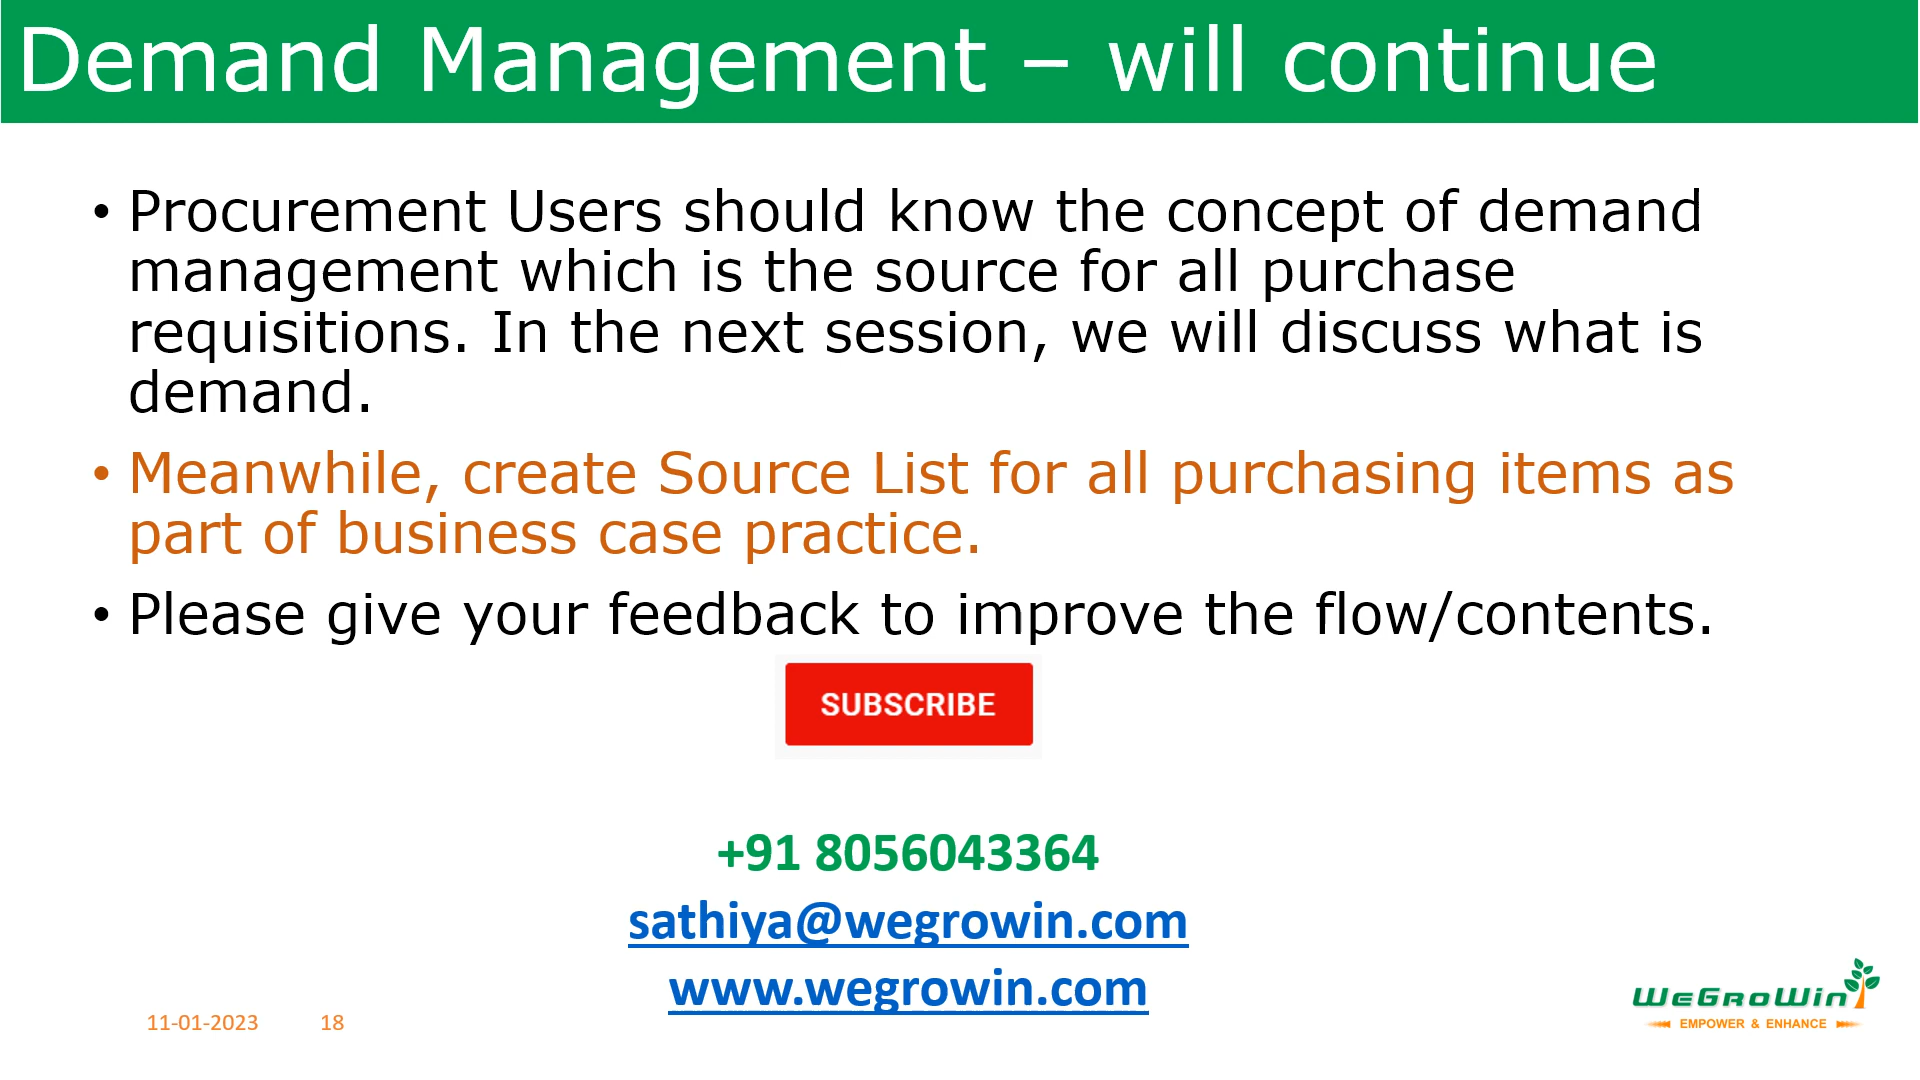 Demand Management – will continue
• Procurement Users should know the concept of demand
management which is the source for all purchase
requisitions. In the next session, we will discuss what is
demand.
• Meanwhile, create Source List for all purchasing items as
part of business case practice.
• Please give your feedback to improve the flow/contents.
SUBSCRIBE
+91 8056043364
sathiya@wegrowin.com
www.wegrowin.com
11-01-2023 18
WeGroWin
EMPOWER & ENHANCE